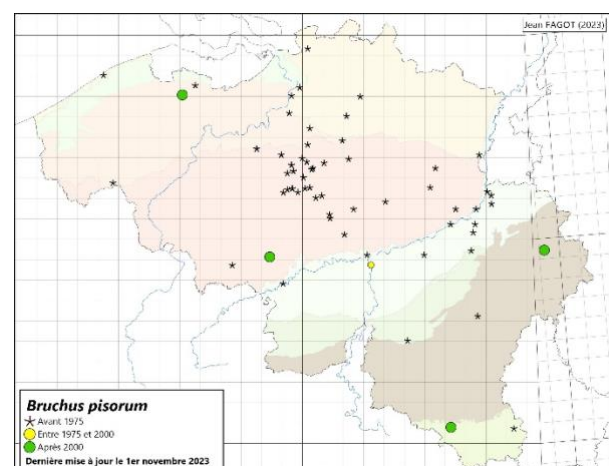 Jean FAGOT (2023)
Bruchus pisorum
Avant 1975
Entre 1975 et 2000
Après 2000
Dernière mise à jour le 1er novembre 2023